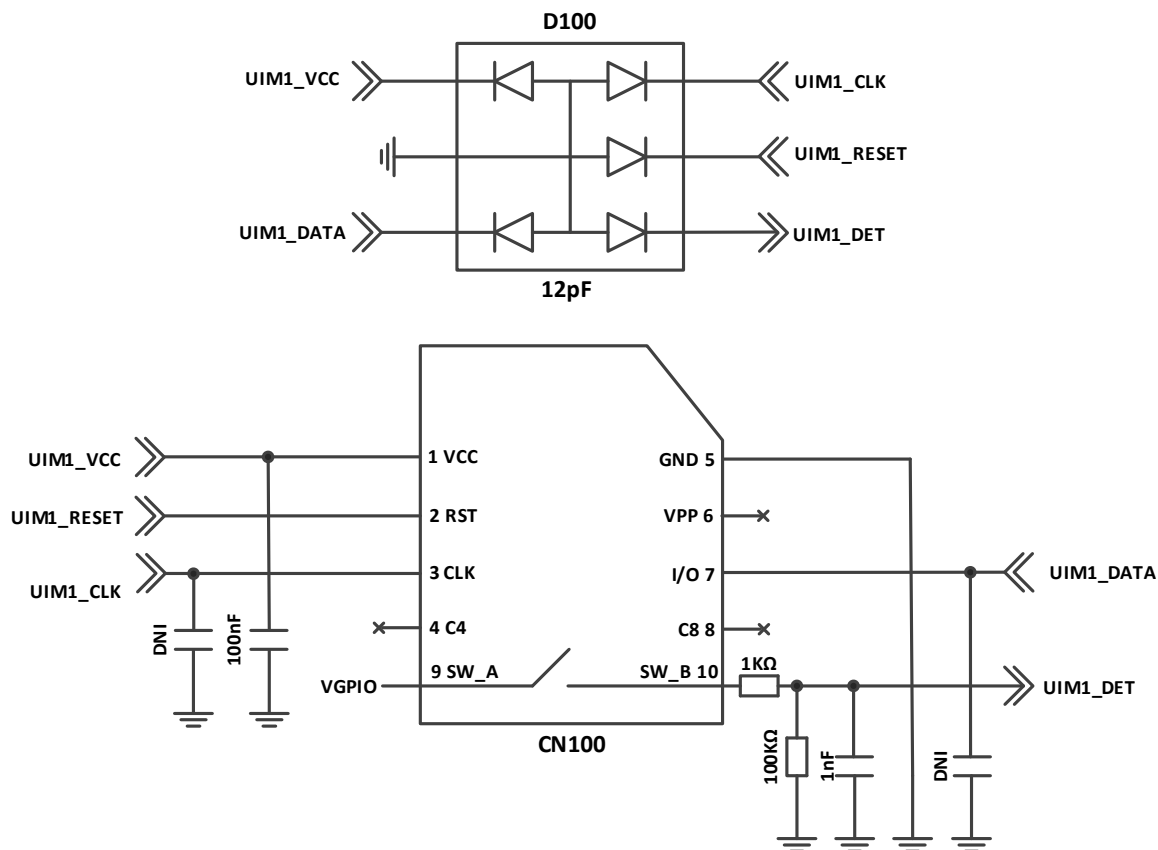 D100
UIM1_VCC
UIM1_CLK
UIM1_RESET
UIM1_DATA
UIM1_DET
12pF
UIM1_VCC
1 VCC
GND 5
UIM1_RESET
2 RST
VPP 6
UIM1_CLK
3 CLK
I/O 7
UIM1_DATA
DNI
100nF
4 C4
C8 8
VGPIO
9 SW_A
SW_B 10
1KΩ
UIM1_DET
CN100
100KΩ
1nF
DNI